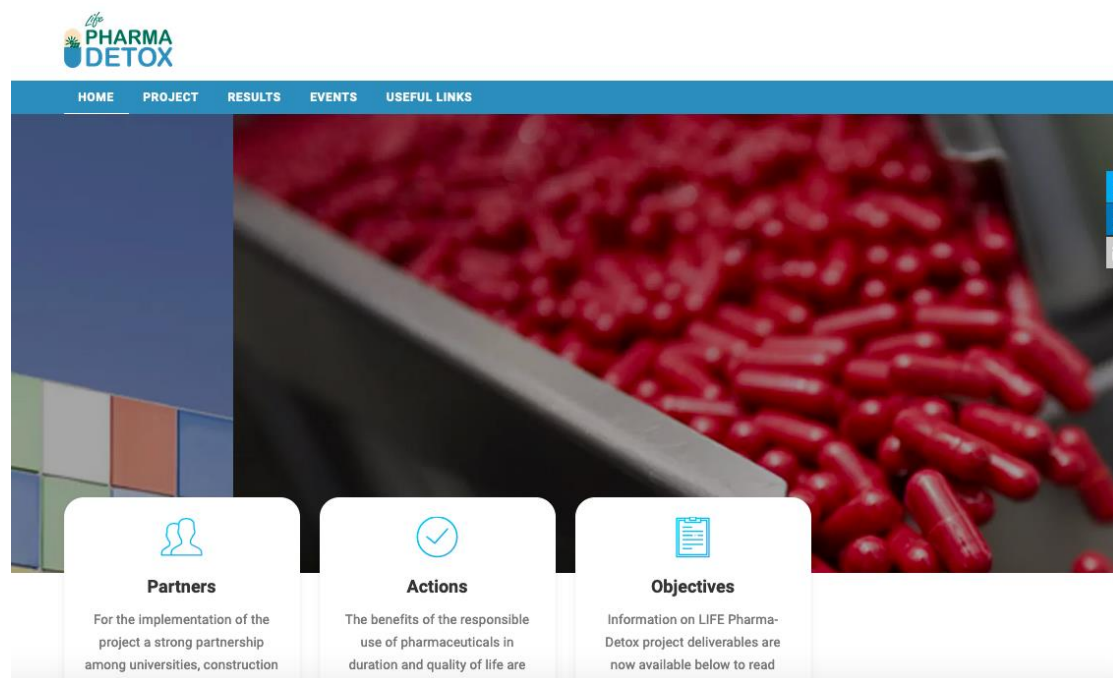 Life
PHARMA
DETOX
HOME PROJECT RESULTS EVENTS USEFUL LINKS
Partners
For the implementation of the
project a strong partnership
among universities, construction
Actions
The benefits of the responsible
use of pharmaceuticals in
duration and quality of life are
Objectives
Information on LIFE Pharma-
Detox project deliverables are
now available below to read